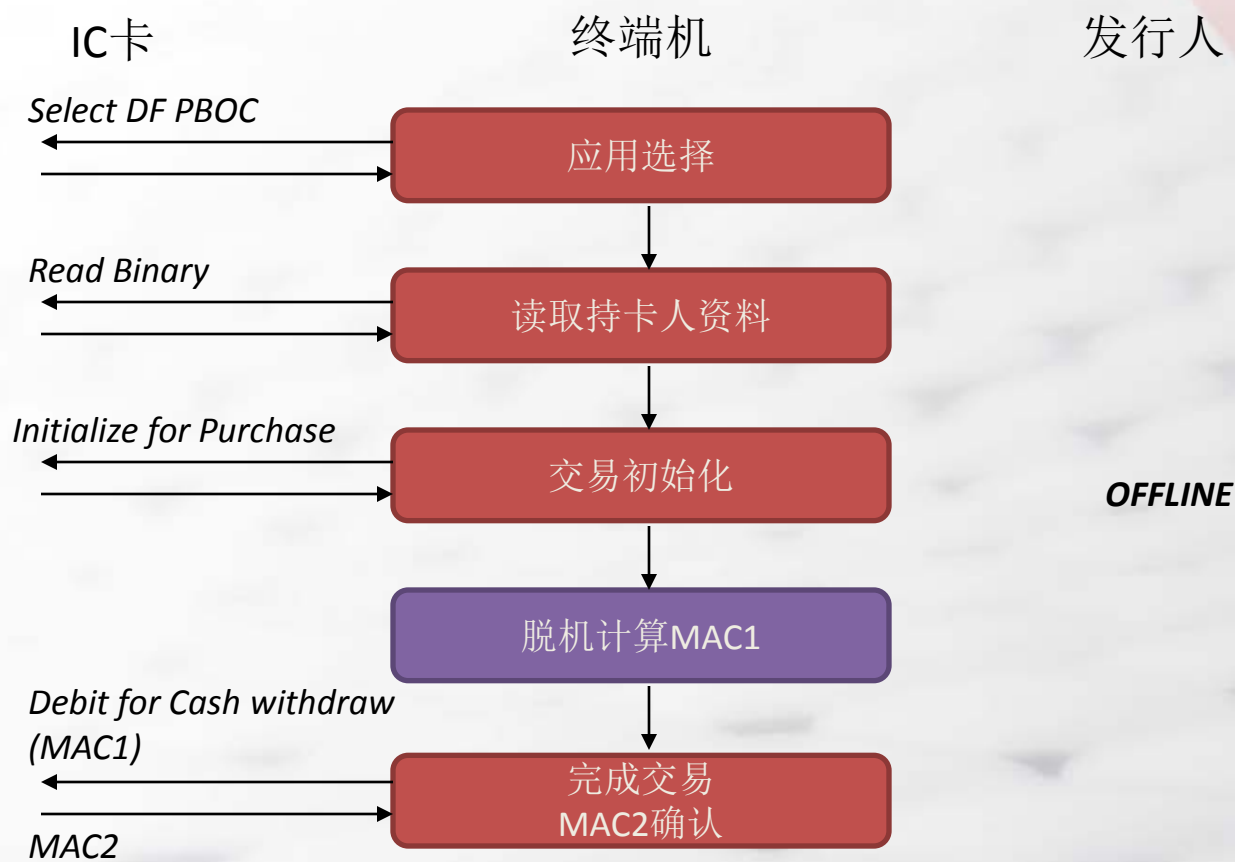 IC卡
终端机
发行人
Select DF PBOC
应用选择
Read Binary
读取持卡人资料
Initialize for Purchase
交易初始化
OFFLINE
脱机计算MAC1
Debit for Cash withdraw
(MAC1)
完成交易
MAC2确认
MAC2